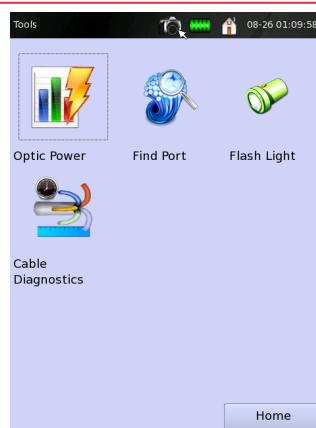 Tools 08-26 01:09:58
Optic Power Find Port Flash Light
Cable
Diagnostics
Home